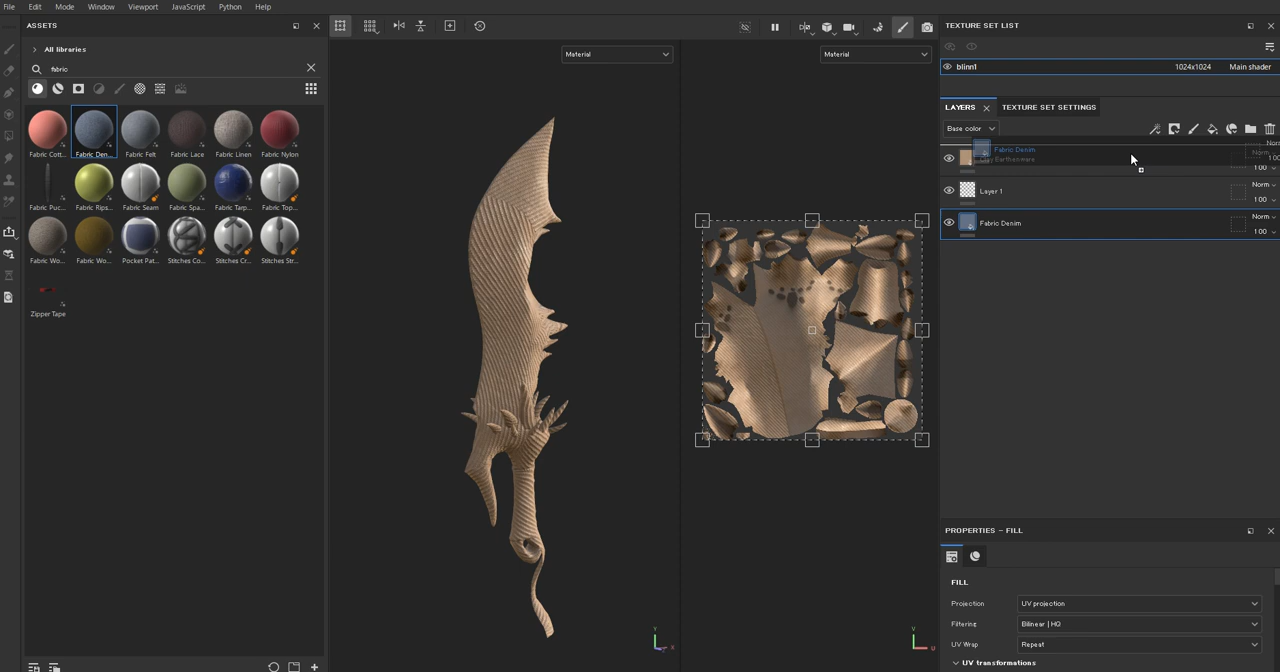 File Edit Mode Window Viewport JavaScript Python Help
ASSETS
All libraries
fabric
Fabric Cott... Fabric Den... Fabric Felt Fabric Lace Fabric Linen Fabric Nylon
Fabric Puc... Fabric Rips... Fabric Seam Fabric Spa... Fabric Tarp... Fabric Top...
Fabric Wo... Fabric Wo... Pocket Pat... Stitches Co... Stitches Cr... Stitches Str...
Zipper Tape
Material
Material
Y
X
V
U
TEXTURE SET LIST
blinn1 1024x1024 Main shader
LAYERS TEXTURE SET SETTINGS
Base color
Fabric Denim
Earthenware
Norm
100
Layer 1
Norm
100
Fabric Denim
Norm
100
PROPERTIES - FILL
FILL
Projection UV projection
Filtering Bilinear | HQ
UV Wrap Repeat
UV transformations